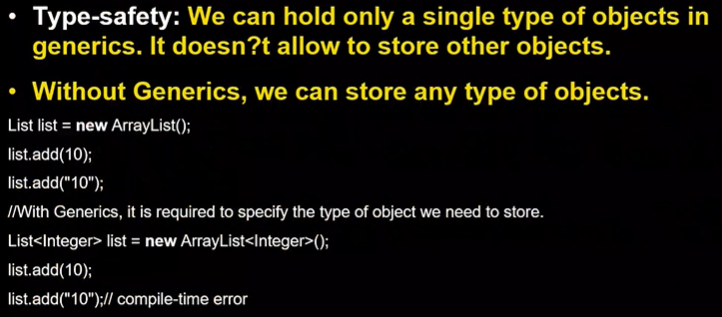 • Type-safety: We can hold only a single type of objects in
generics. It doesn?t allow to store other objects.
• Without Generics, we can store any type of objects.
List list = new ArrayList();
list.add(10);
list.add("10");
//With Generics, it is required to specify the type of object we need to store.
List<Integer> list = new ArrayList<Integer>();
list.add(10);
list.add("10");// compile-time error